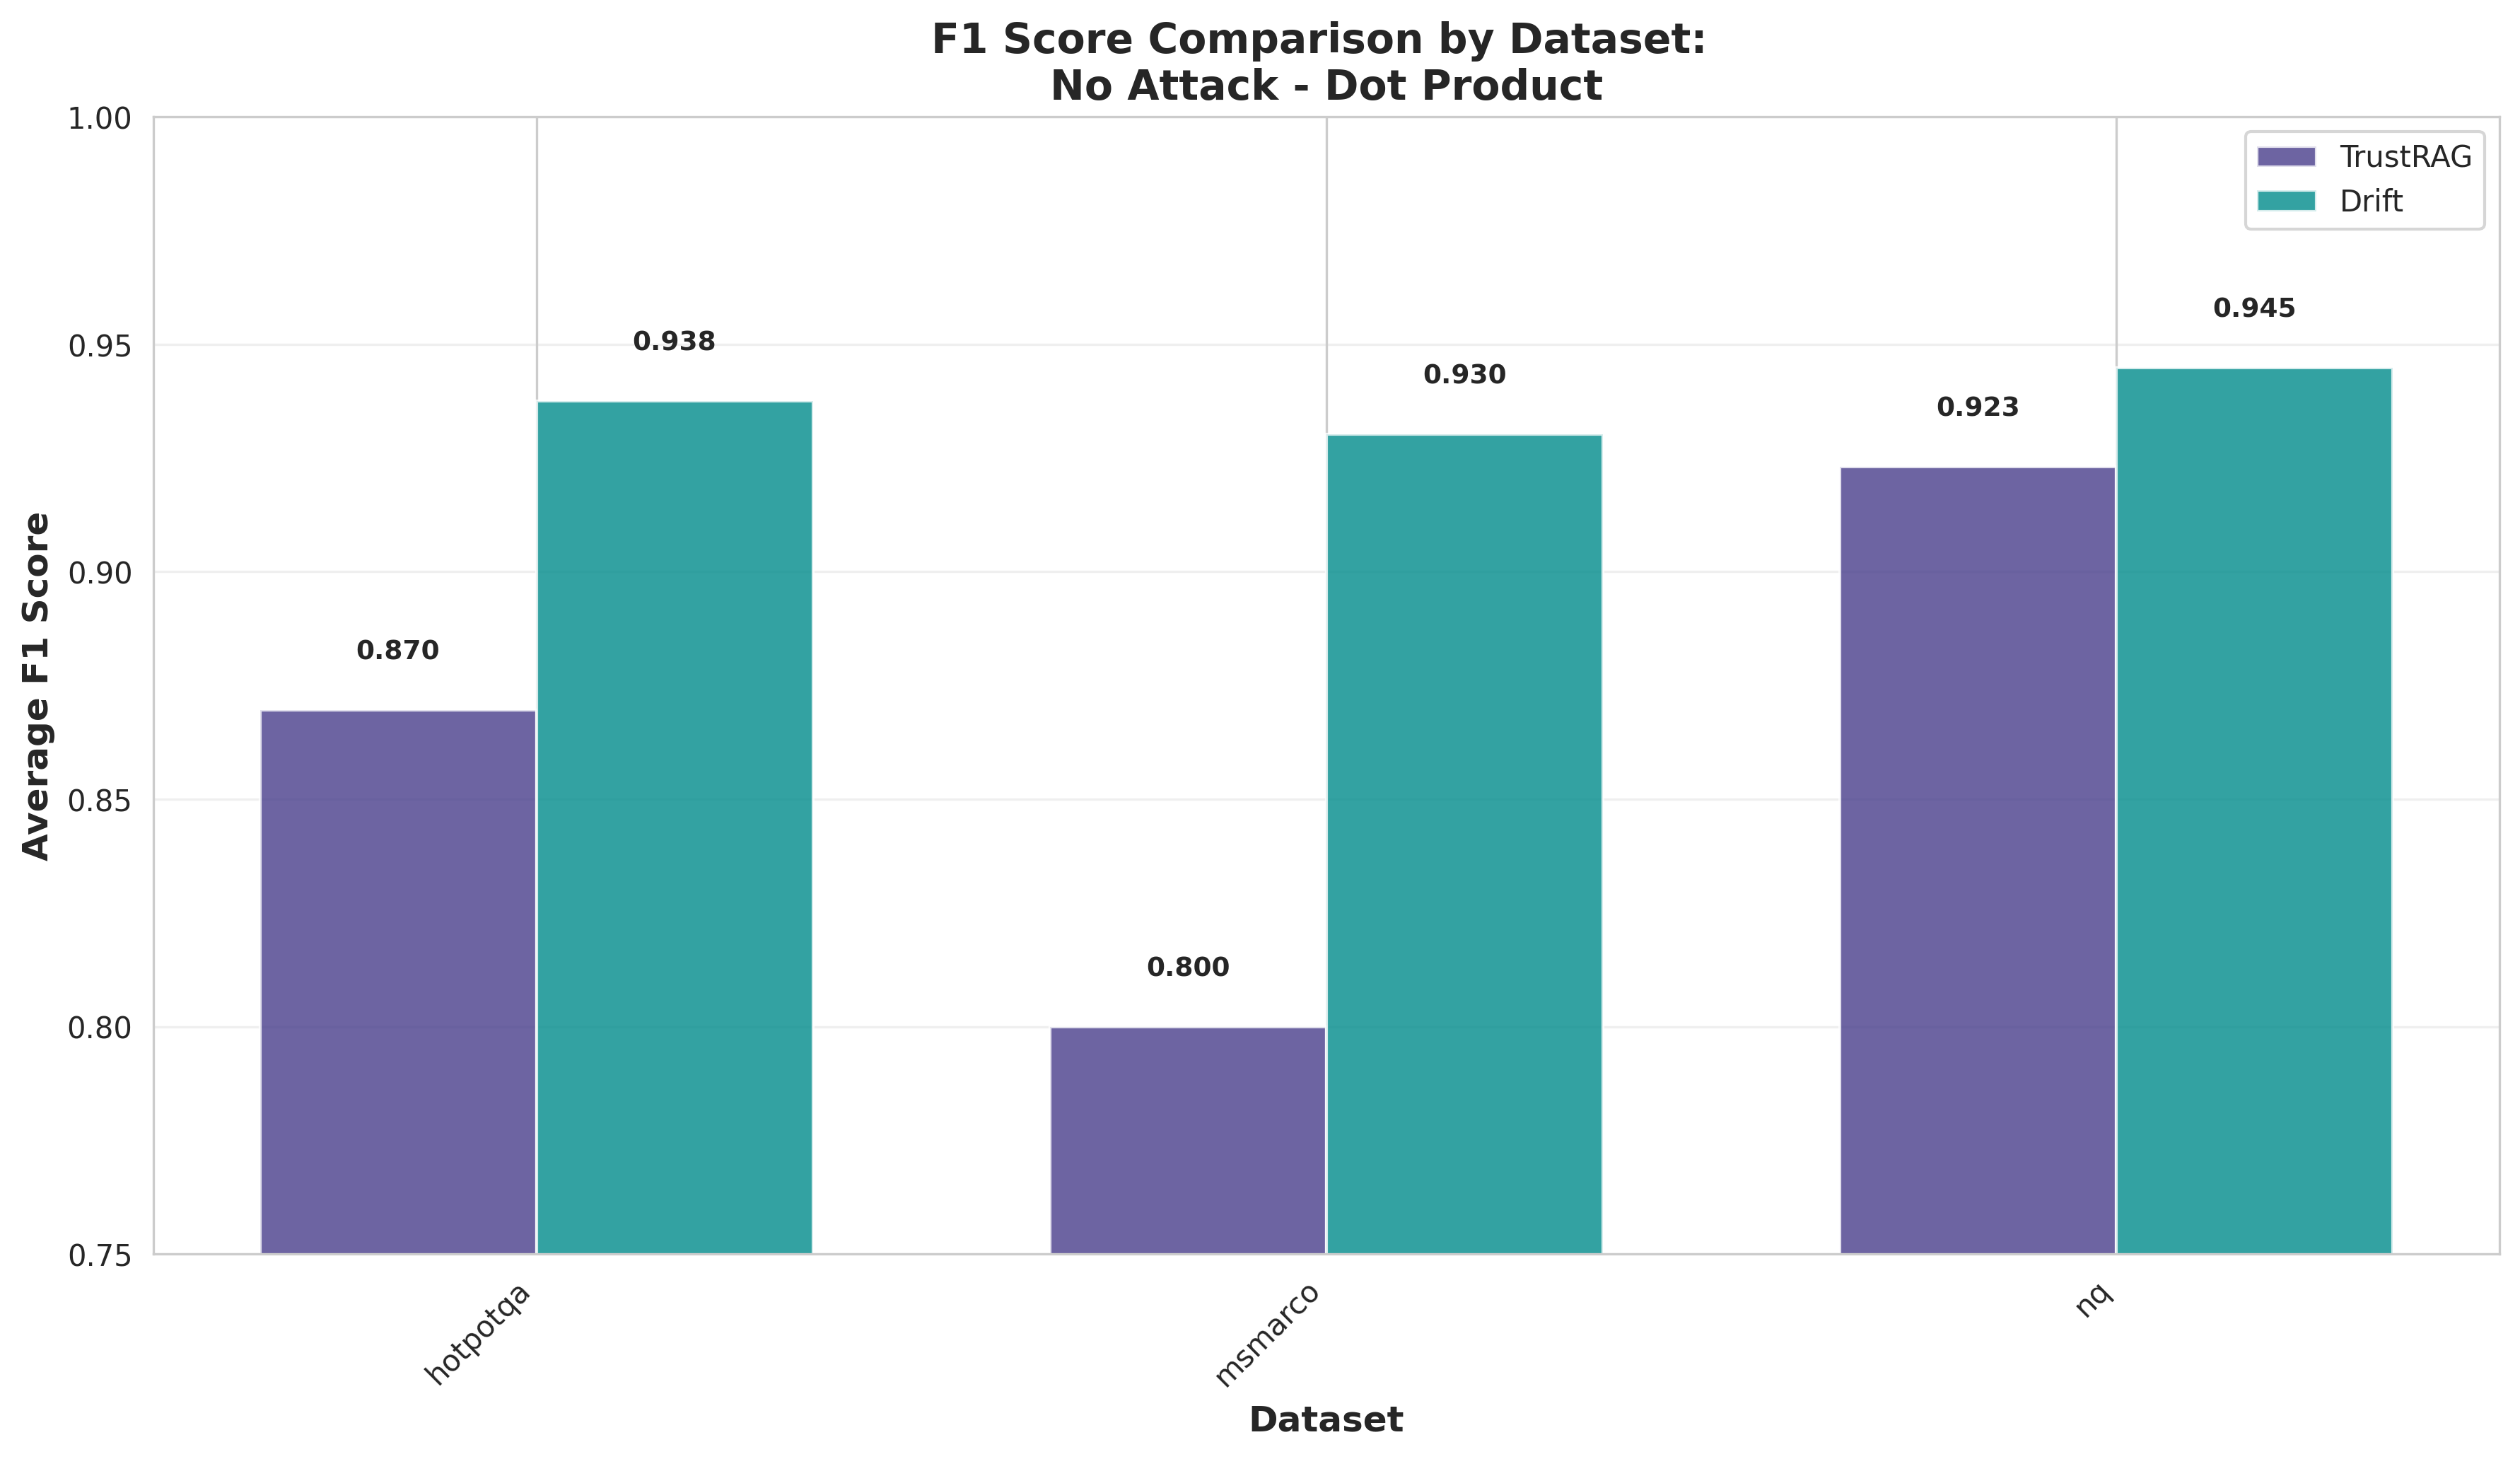 F1 Score Comparison by Dataset:
No Attack - Dot Product
1.00
0.95
0.90
0.85
0.80
0.75
Average F1 Score
TrustRAG
Drift
0.870
0.938
0.800
0.930
0.923
0.945
hotpotqa
msmarco
nq
Dataset